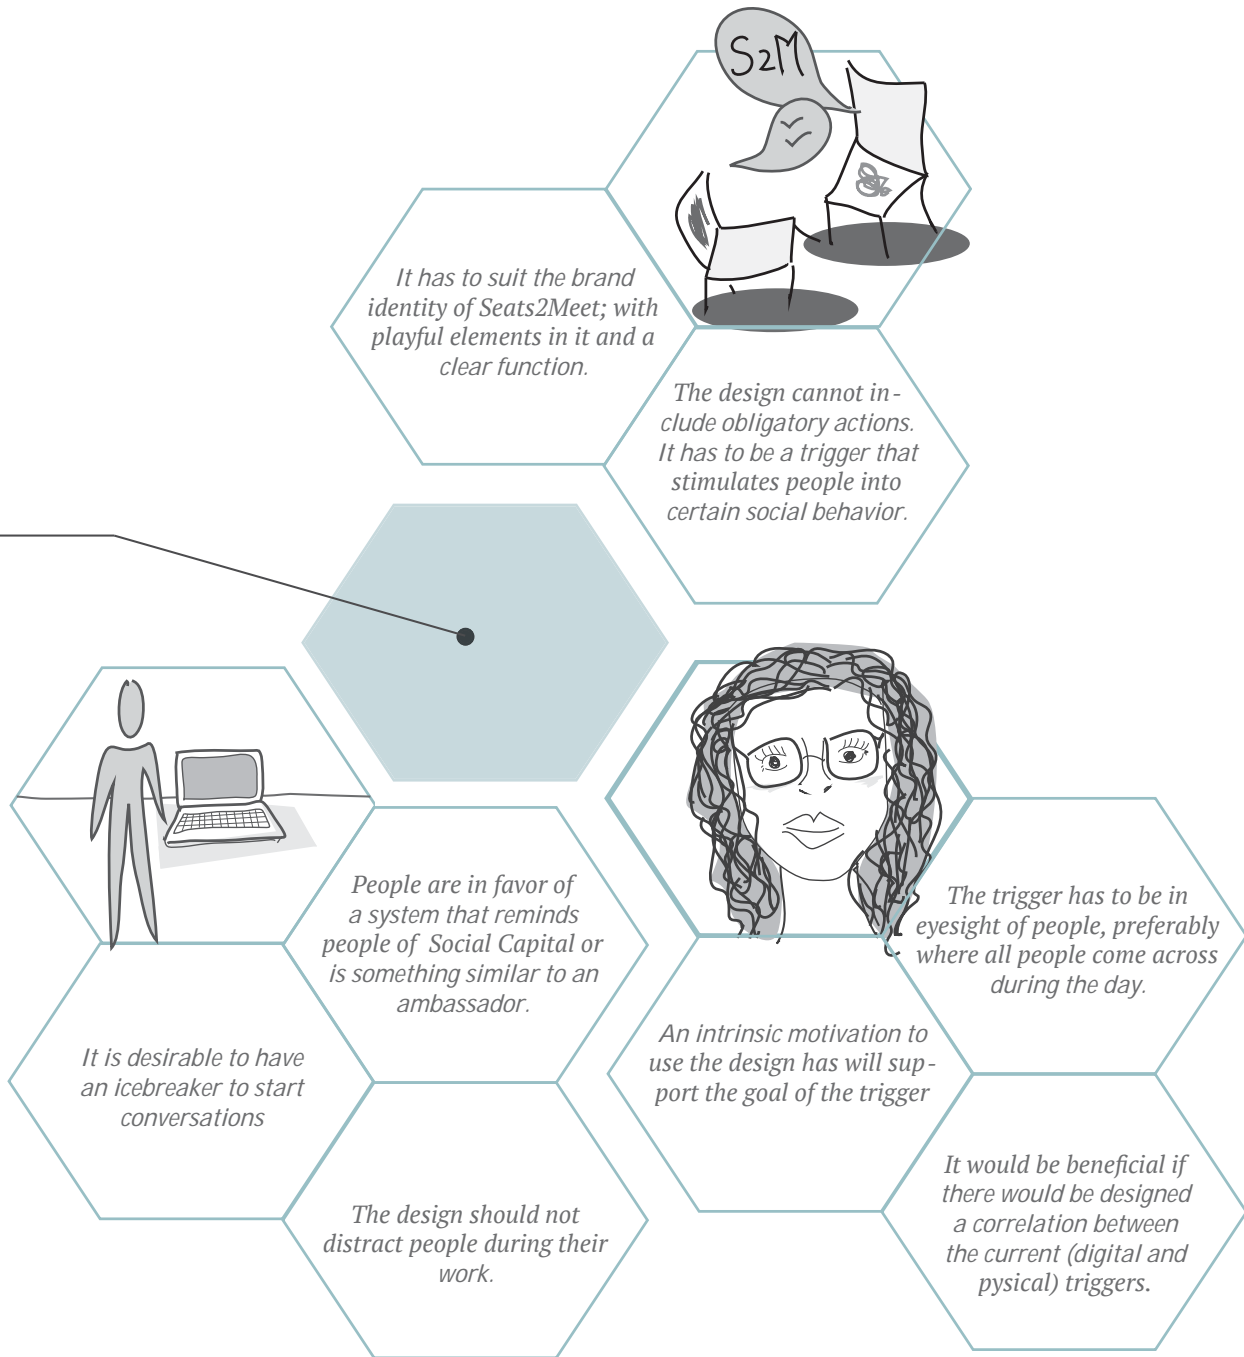 S2M
It has to suit the brand
identity of Seats2Meet; with
playful elements in it and a
clear function.
The design cannot in-
clude obligatory actions.
It has to be a trigger that
stimulates people into
certain social behavior.
People are in favor of
a system that reminds
people of Social Capital or
is something similar to an
ambassador.
It is desirable to have
an icebreaker to start
conversations
The design should not
distract people during their
work.
The trigger has to be in
eyesight of people, preferably
where all people come across
during the day.
An intrinsic motivation to
use the design has will sup-
port the goal of the trigger
It would be beneficial if
there would be designed
a correlation between
the current (digital and
pysical) triggers.